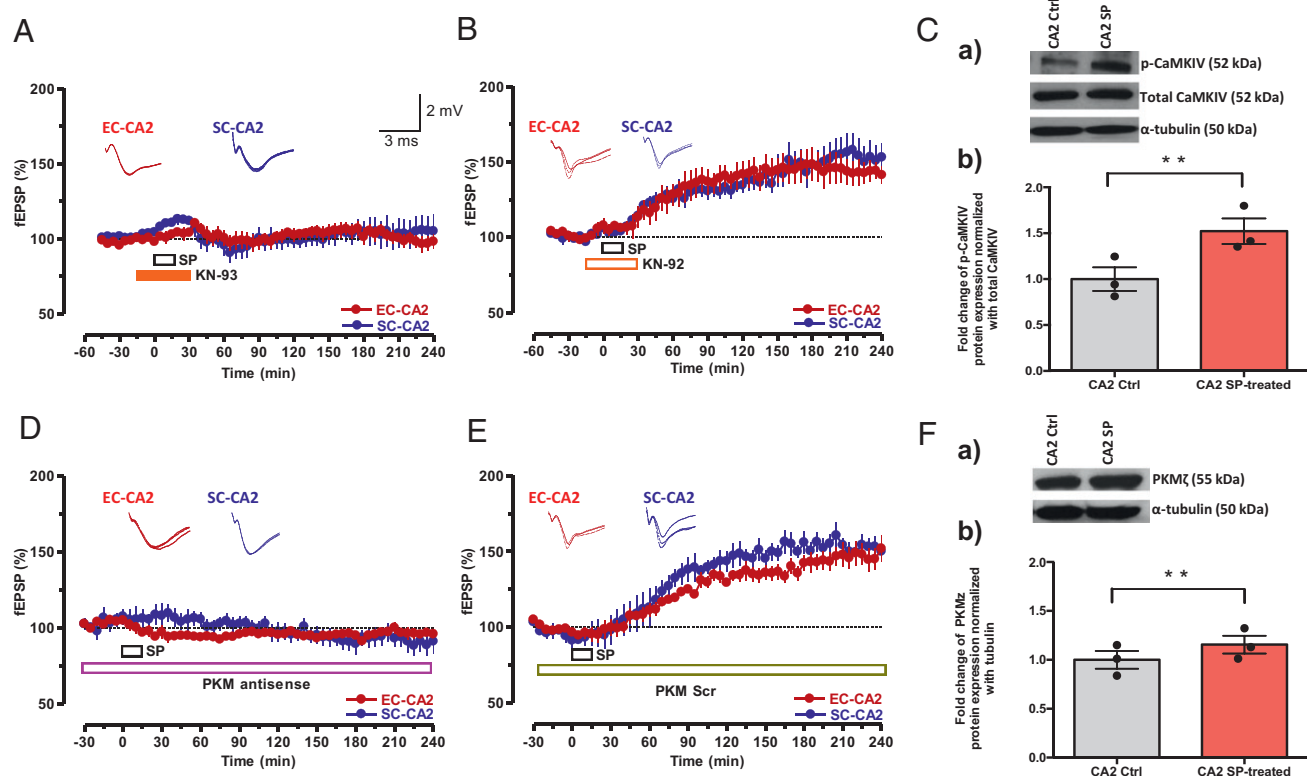 A
200
150
100
50
fEPSP (%)
EC-CA2
SC-CA2
2 mV
3 ms
SP
KN-93
EC-CA2
SC-CA2
-60 -30 0 30 60 90 120 150 180 210 240
Time (min)
B
200
150
100
50
fEPSP (%)
EC-CA2
SC-CA2
SP
KN-92
EC-CA2
SC-CA2
-60 -30 0 30 60 90 120 150 180 210 240
Time (min)
C
a)
CA2 Ctrl
CA2 SP
p-CaMKIV (52 kDa)
Total CaMKIV (52 kDa)
α-tubulin (50 kDa)
b)
* *
Fold change of p-CaMKIV
protein expression normalized
with total CaMKIV
2.0
1.5
1.0
0.5
0.0
CA2 Ctrl
CA2 SP-treated
D
200
150
100
50
fEPSP (%)
EC-CA2
SC-CA2
SP
PKM antisense
EC-CA2
SC-CA2
-30 0 30 60 90 120 150 180 210 240
Time (min)
E
200
150
100
50
fEPSP (%)
EC-CA2
SC-CA2
SP
PKM Scr
EC-CA2
SC-CA2
-30 0 30 60 90 120 150 180 210 240
Time (min)
F
a)
CA2 Ctrl
CA2 SP
PKMζ (55 kDa)
α-tubulin (50 kDa)
b)
* *
Fold change of PKMz
protein expression normalized
with tubulin
2.0
1.5
1.0
0.5
0.0
CA2 Ctrl
CA2 SP-treated